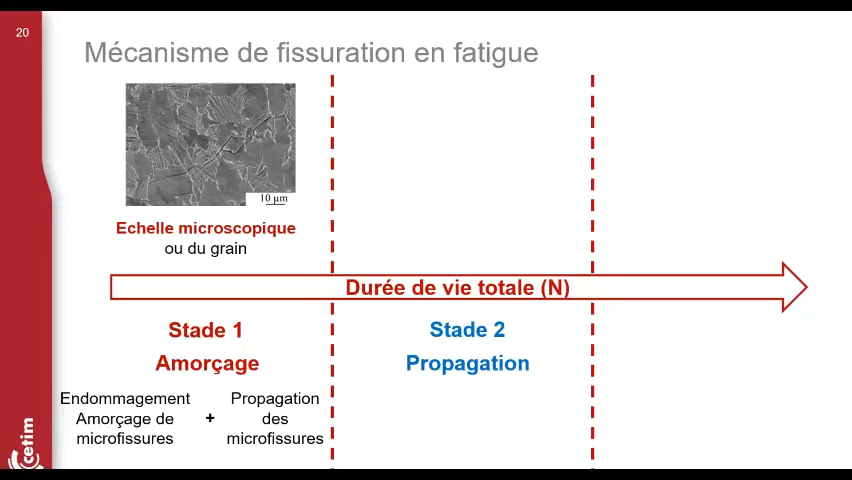 20
Mécanisme de fissuration en fatigue
10 µm
Echelle microscopique
ou du grain
Durée de vie totale (N)
Stade 1
Amorçage
Stade 2
Propagation
Endommagement
Amorçage de
microfissures
+
Propagation
des
microfissures
cetim